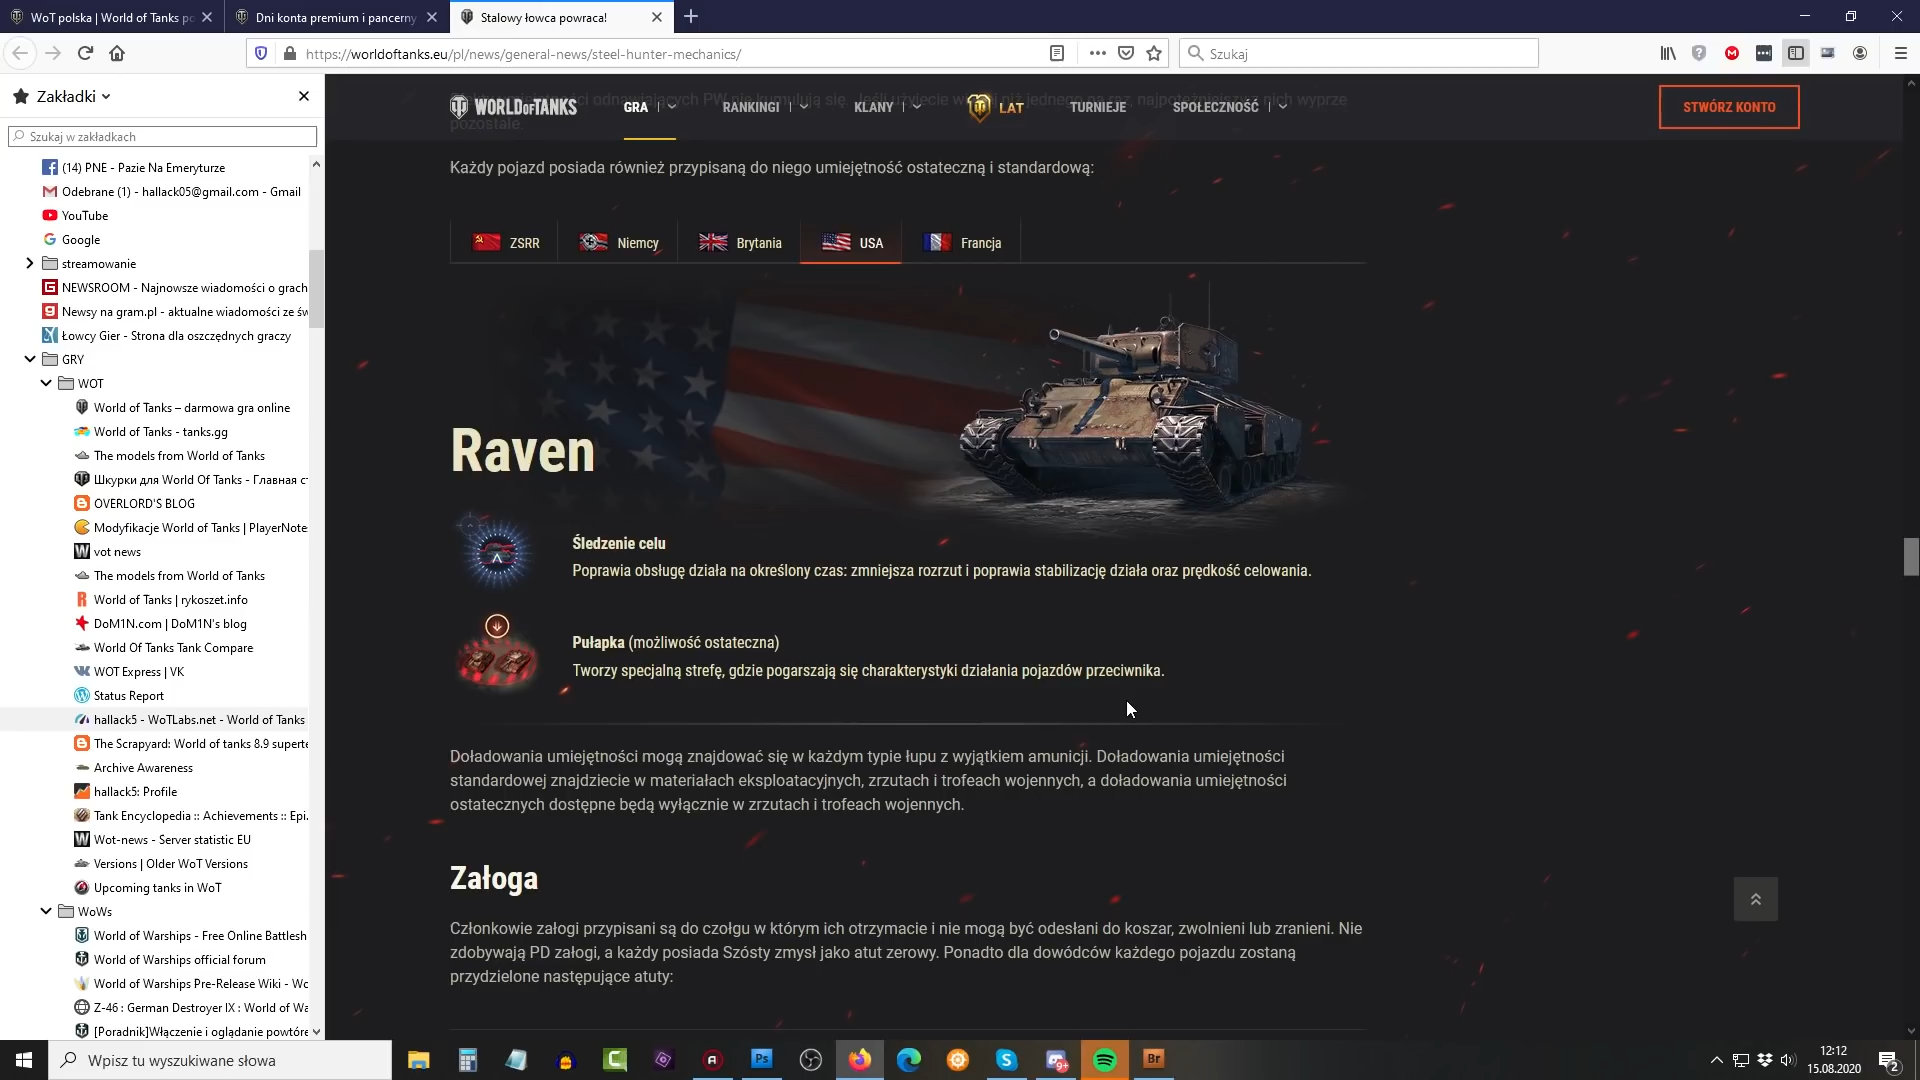 WoT polska | World of Tanks po
Dni konta premium i pancerny
Stalowy łowca powraca!
https://worldoftanks.eu/pl/news/general-news/steel-hunter-mechanics/
Szukaj
Zakładki
Szukaj w zakładkach
(14) PNE - Pazie Na Emeryturze
Odebrane (1) - hallack05@gmail.com - Gmail
YouTube
Google
streamowanie
NEWSROOM - Najnowsze wiadomości o grach
Newsy na gram.pl - aktualne wiadomości ze św
Łowcy Gier - Strona dla oszczędnych graczy
GRY
WOT
World of Tanks – darmowa gra online
World of Tanks - tanks.gg
The models from World of Tanks
Шкурки для World Of Tanks - Главная ст
OVERLORD'S BLOG
Modyfikacje World of Tanks | PlayerNote
vot news
The models from World of Tanks
World of Tanks | rykoszet.info
DoM1N.com | DoM1N's blog
World Of Tanks Tank Compare
WOT Express | VK
Status Report
hallack5 - WoTLabs.net - World of Tanks
The Scrapyard: World of tanks 8.9 superte
Archive Awareness
hallack5: Profile
Tank Encyclopedia :: Achievements :: Epi
Wot-news - Server statistic EU
Versions | Older WoT Versions
Upcoming tanks in WoT
WoWs
World of Warships - Free Online Battlesh
World of Warships official forum
World of Warships Pre-Release Wiki - Wo
Z-46 : German Destroyer IX : World of Wa
[Poradnik]Włączenie i oglądanie powtóre
WORLD OF TANKS
GRA
RANKINGI
KLANY
LAT
TURNIEJE
SPOŁECZNOŚĆ
STWÓRZ KONTO
pozostałe.
Każdy pojazd posiada również przypisaną do niego umiejętność ostateczną i standardową:
ZSRR
Niemcy
Brytania
USA
Francja
Raven
Śledzenie celu
Poprawia obsługę działa na określony czas: zmniejsza rozrzut i poprawia stabilizację działa oraz prędkość celowania.
Pułapka (możliwość ostateczna)
Tworzy specjalną strefę, gdzie pogarszają się charakterystyki działania pojazdów przeciwnika.
Doładowania umiejętności mogą znajdować się w każdym typie łupu z wyjątkiem amunicji. Doładowania umiejętności
standardowej znajdziecie w materiałach eksploatacyjnych, zrzutach i trofeach wojennych, a doładowania umiejętności
ostatecznych dostępne będą wyłącznie w zrzutach i trofeach wojennych.
Załoga
Członkowie załogi przypisani są do czołgu w którym ich otrzymacie i nie mogą być odesłani do koszar, zwolnieni lub zranieni. Nie
zdobywają PD załogi, a każdy posiada Szósty zmysł jako atut zerowy. Ponadto dla dowódców każdego pojazdu zostaną
przydzielone następujące atuty:
Wpisz tu wyszukiwane słowa
Ps
Br
9+
12:12
15.08.2020
2